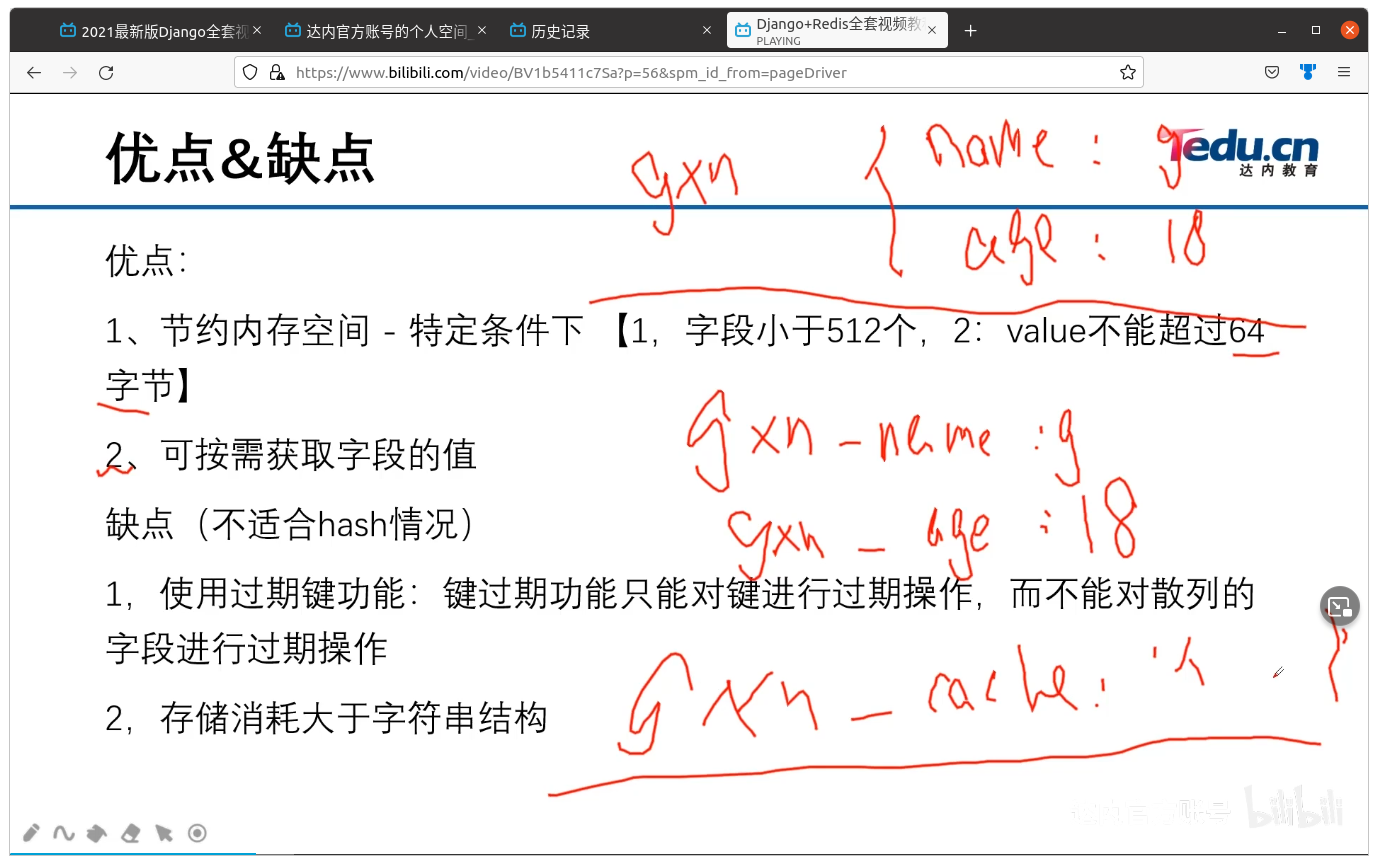 2021最新版Django全套视
达内官方账号的个人空间_
历史记录
Django+Redis全套视频教
PLAYING
https://www.bilibili.com/video/BV1b5411c7Sa?p=56&spm_id_from=pageDriver
优点&缺点
Tedu.cn
达内教育
gxn
name : g
age : 18
优点：
1、节约内存空间 - 特定条件下 【1，字段小于512个，2：value不能超过64
字节】
gxn - name : g
2、可按需获取字段的值
缺点（不适合hash情况）
gxn - age : 18
1，使用过期键功能：键过期功能只能对键进行过期操作，而不能对散列的
字段进行过期操作
gxn - cache :
2，存储消耗大于字符串结构
达内官方账号 bilibili